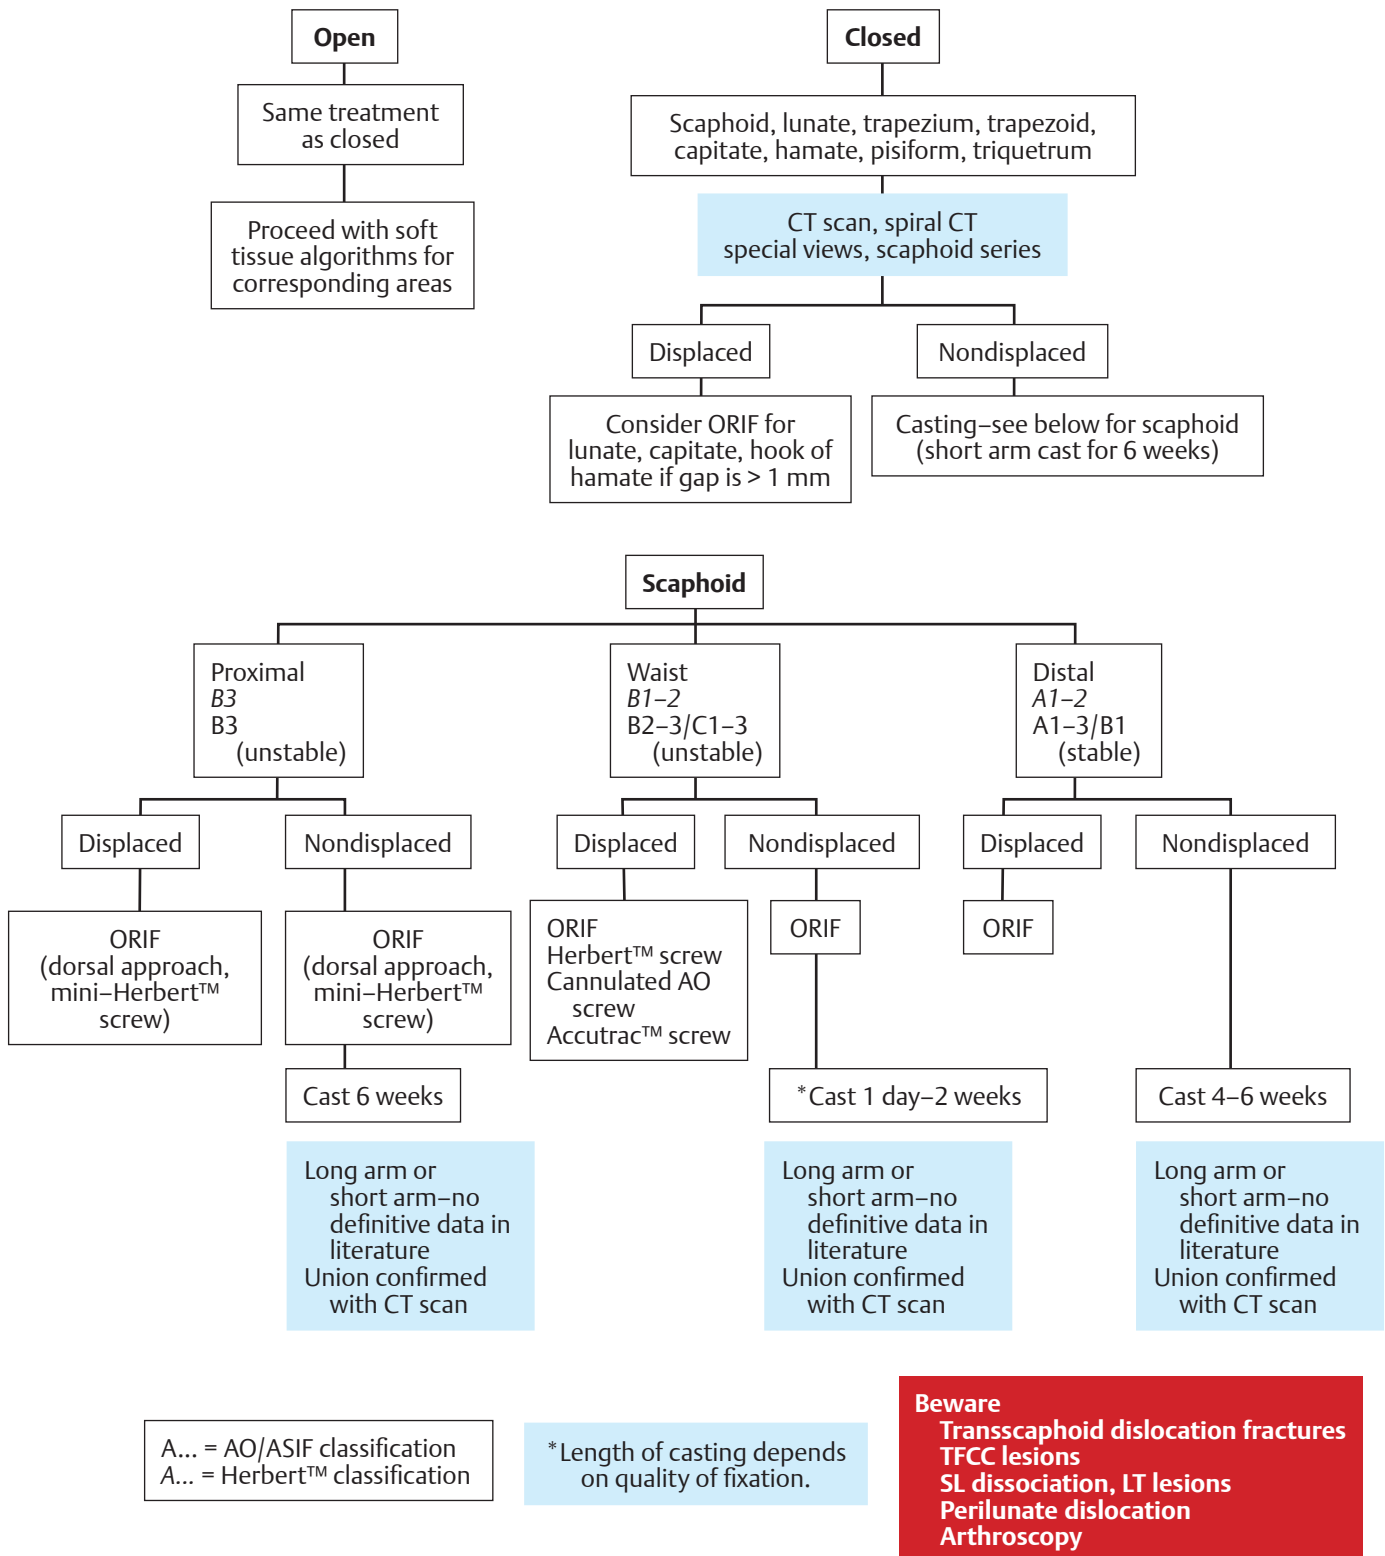 Open
Same treatment
as closed
Proceed with soft
tissue algorithms for
corresponding areas
Closed
Scaphoid, lunate, trapezium, trapezoid,
capitate, hamate, pisiform, triquetrum
CT scan, spiral CT
special views, scaphoid series
Displaced
Nondisplaced
Consider ORIF for
lunate, capitate, hook of
hamate if gap is > 1 mm
Casting–see below for scaphoid
(short arm cast for 6 weeks)
Scaphoid
Proximal
B3
B3
(unstable)
Waist
B1–2
B2–3/C1–3
(unstable)
Distal
A1–2
A1–3/B1
(stable)
Displaced
Nondisplaced
Displaced
Nondisplaced
Displaced
Nondisplaced
ORIF
(dorsal approach,
mini–Herbert™
screw)
ORIF
(dorsal approach,
mini–Herbert™
screw)
ORIF
Herbert™ screw
Cannulated AO
screw
Accutrac™ screw
ORIF
ORIF
Cast 6 weeks
*Cast 1 day–2 weeks
Cast 4–6 weeks
Long arm or
short arm–no
definitive data in
literature
Union confirmed
with CT scan
Long arm or
short arm–no
definitive data in
literature
Union confirmed
with CT scan
Long arm or
short arm–no
definitive data in
literature
Union confirmed
with CT scan
A... = AO/ASIF classification
A... = Herbert™ classification
*Length of casting depends
on quality of fixation.
Beware
Transscaphoid dislocation fractures
TFCC lesions
SL dissociation, LT lesions
Perilunate dislocation
Arthroscopy